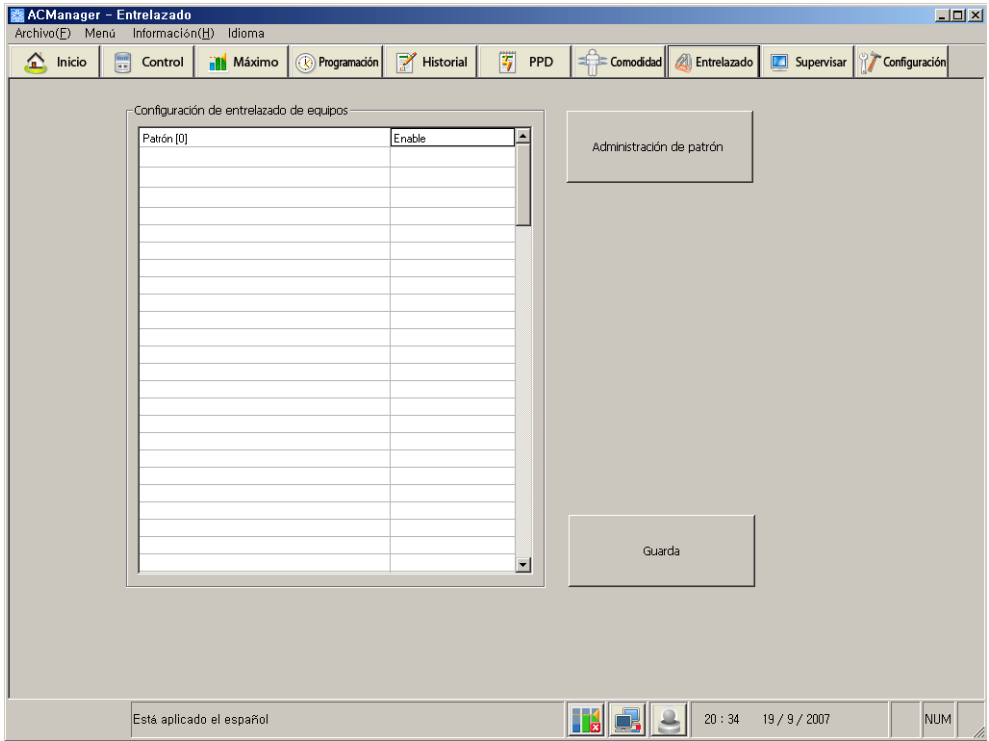 ACManager - Entrelazado
Archivo(F) Menú Información(H) Idioma
Inicio Control Máximo Programación Historial PPD Comodidad Entrelazado Supervisar Configuración
Configuración de entrelazado de equipos
Patrón [0] Enable
Administración de patrón
Guarda
Está aplicado el español 20 : 34 19 / 9 / 2007 NUM